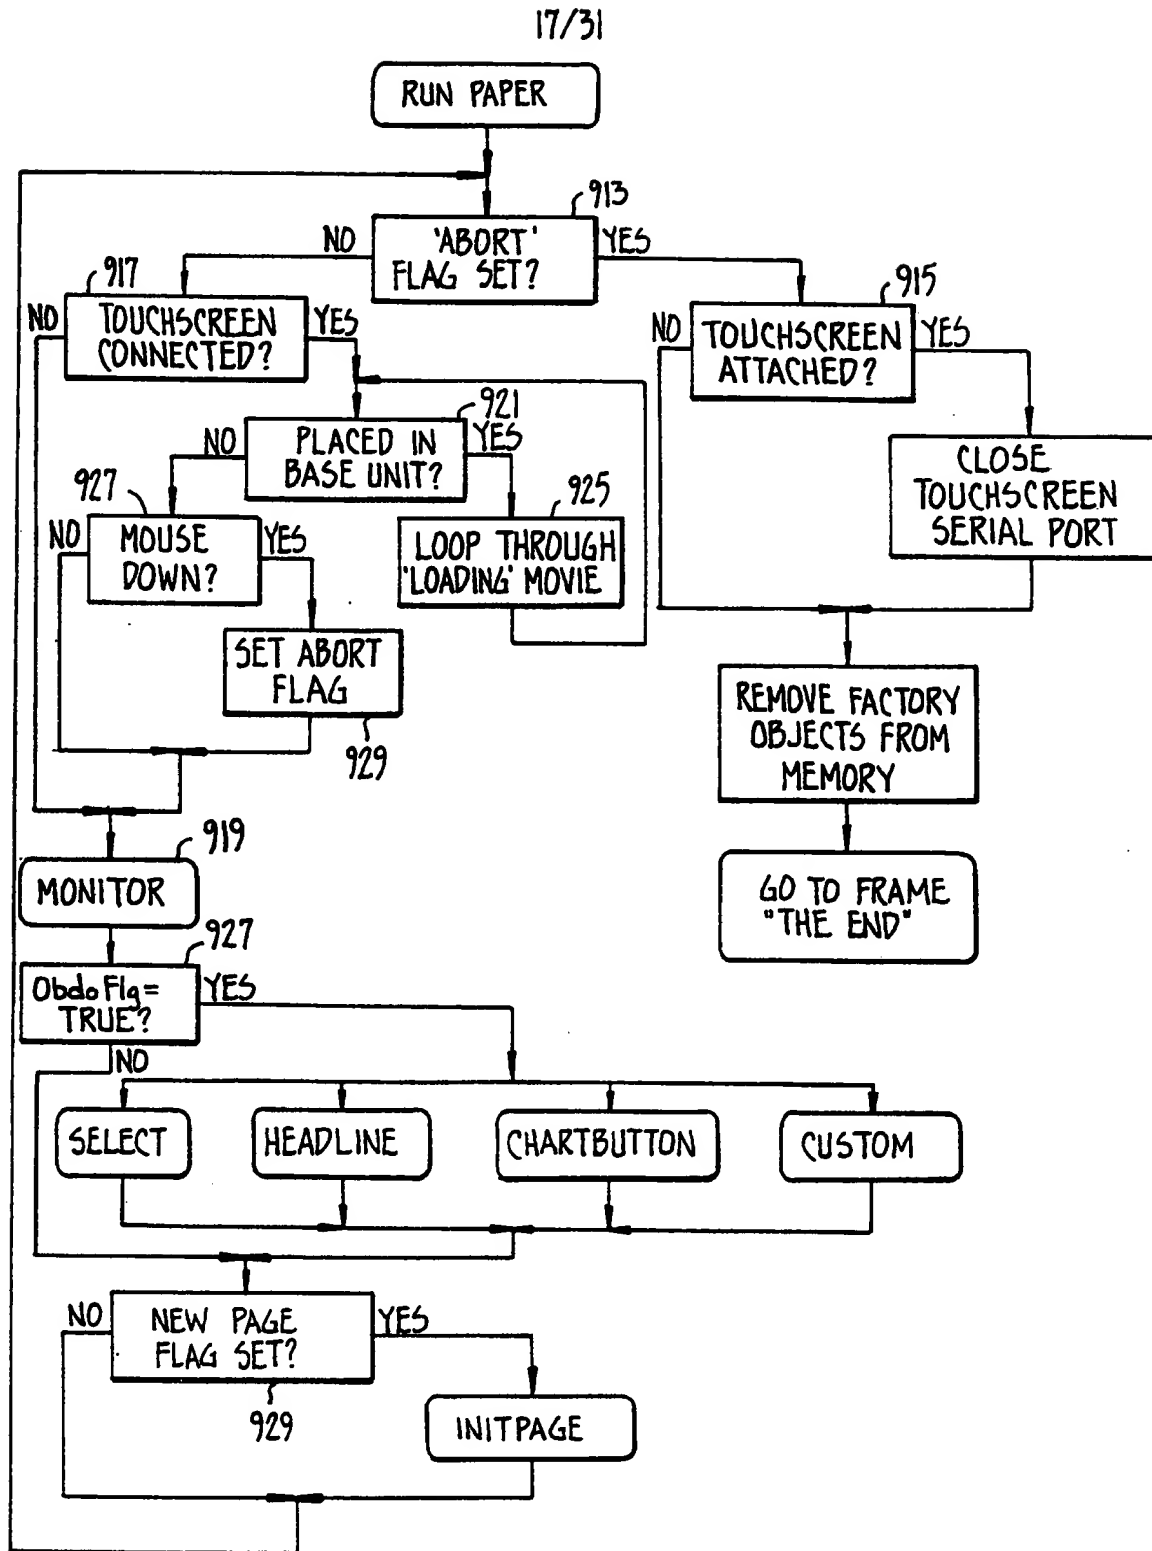 17/31
RUN PAPER
913
'ABORT'
FLAG SET?
NO
YES
917
TOUCHSCREEN
CONNECTED?
NO
YES
915
TOUCHSCREEN
ATTACHED?
NO
YES
921
PLACED IN
BASE UNIT?
NO
YES
CLOSE
TOUCHSCREEN
SERIAL PORT
927
MOUSE
DOWN?
NO
YES
925
LOOP THROUGH
'LOADING' MOVIE
SET ABORT
FLAG
929
REMOVE FACTORY
OBJECTS FROM
MEMORY
919
MONITOR
GO TO FRAME
"THE END"
927
ObdoFlg=
TRUE?
YES
NO
SELECT
HEADLINE
CHARTBUTTON
CUSTOM
NO
NEW PAGE
FLAG SET?
YES
929
INITPAGE